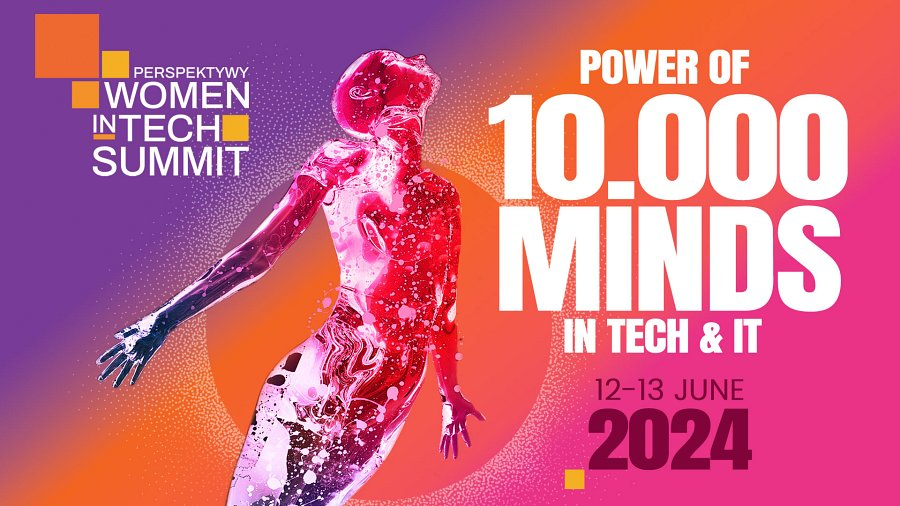 PERSPEKTYWY
WOMEN
IN TECH
SUMMIT
POWER OF
10.000
MINDS
IN TECH & IT
12–13 JUNE
2024